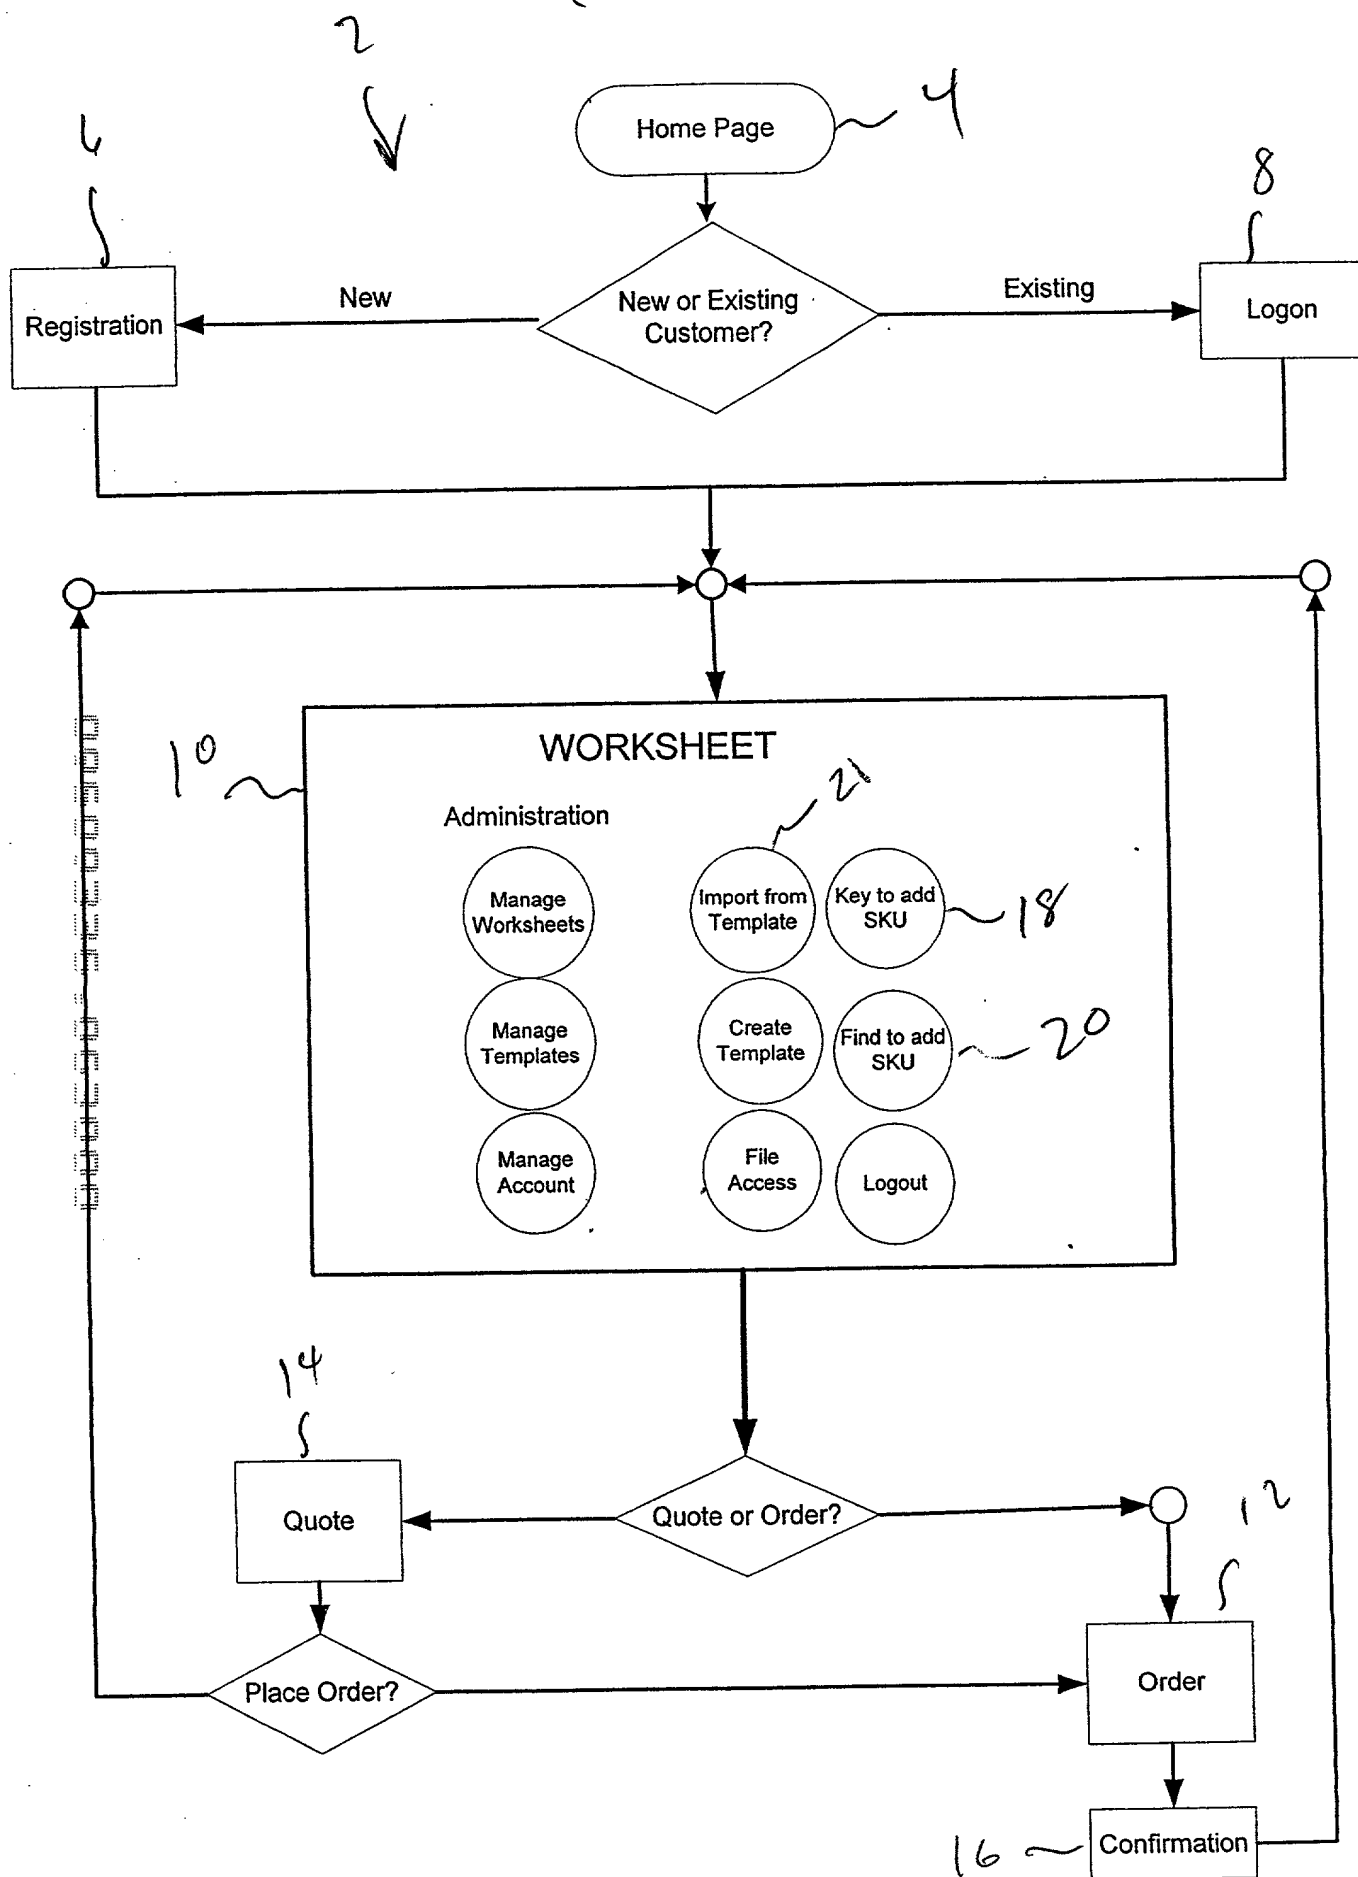 2
Home Page
4
6
8
New or Existing
Customer?
New
Existing
Registration
Logon
10
WORKSHEET
21
Administration
Manage
Worksheets
Import from
Template
Key to add
SKU
18
Manage
Templates
Create
Template
Find to add
SKU
20
Manage
Account
File
Access
Logout
14
Quote
Quote or Order?
12
Place Order?
Order
16
Confirmation